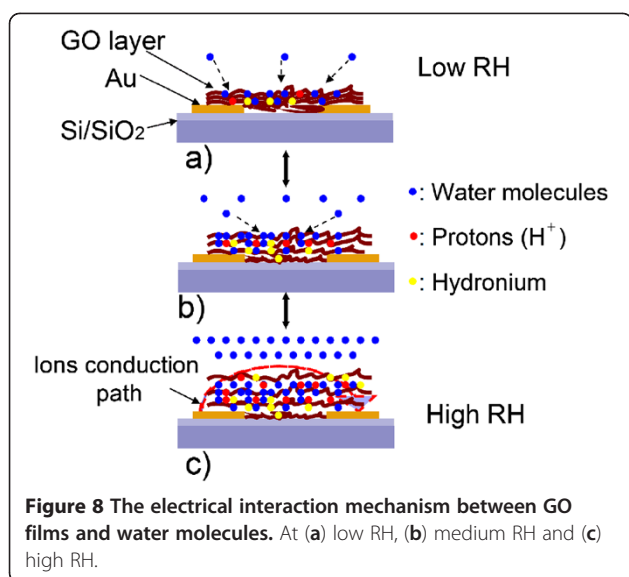 GO layer
Low RH
Au
Si/SiO₂
a)
: Water molecules
: Protons (H⁺)
: Hydronium
b)
Ions conduction
path
High RH
c)
Figure 8 The electrical interaction mechanism between GO
films and water molecules. At (a) low RH, (b) medium RH and (c)
high RH.